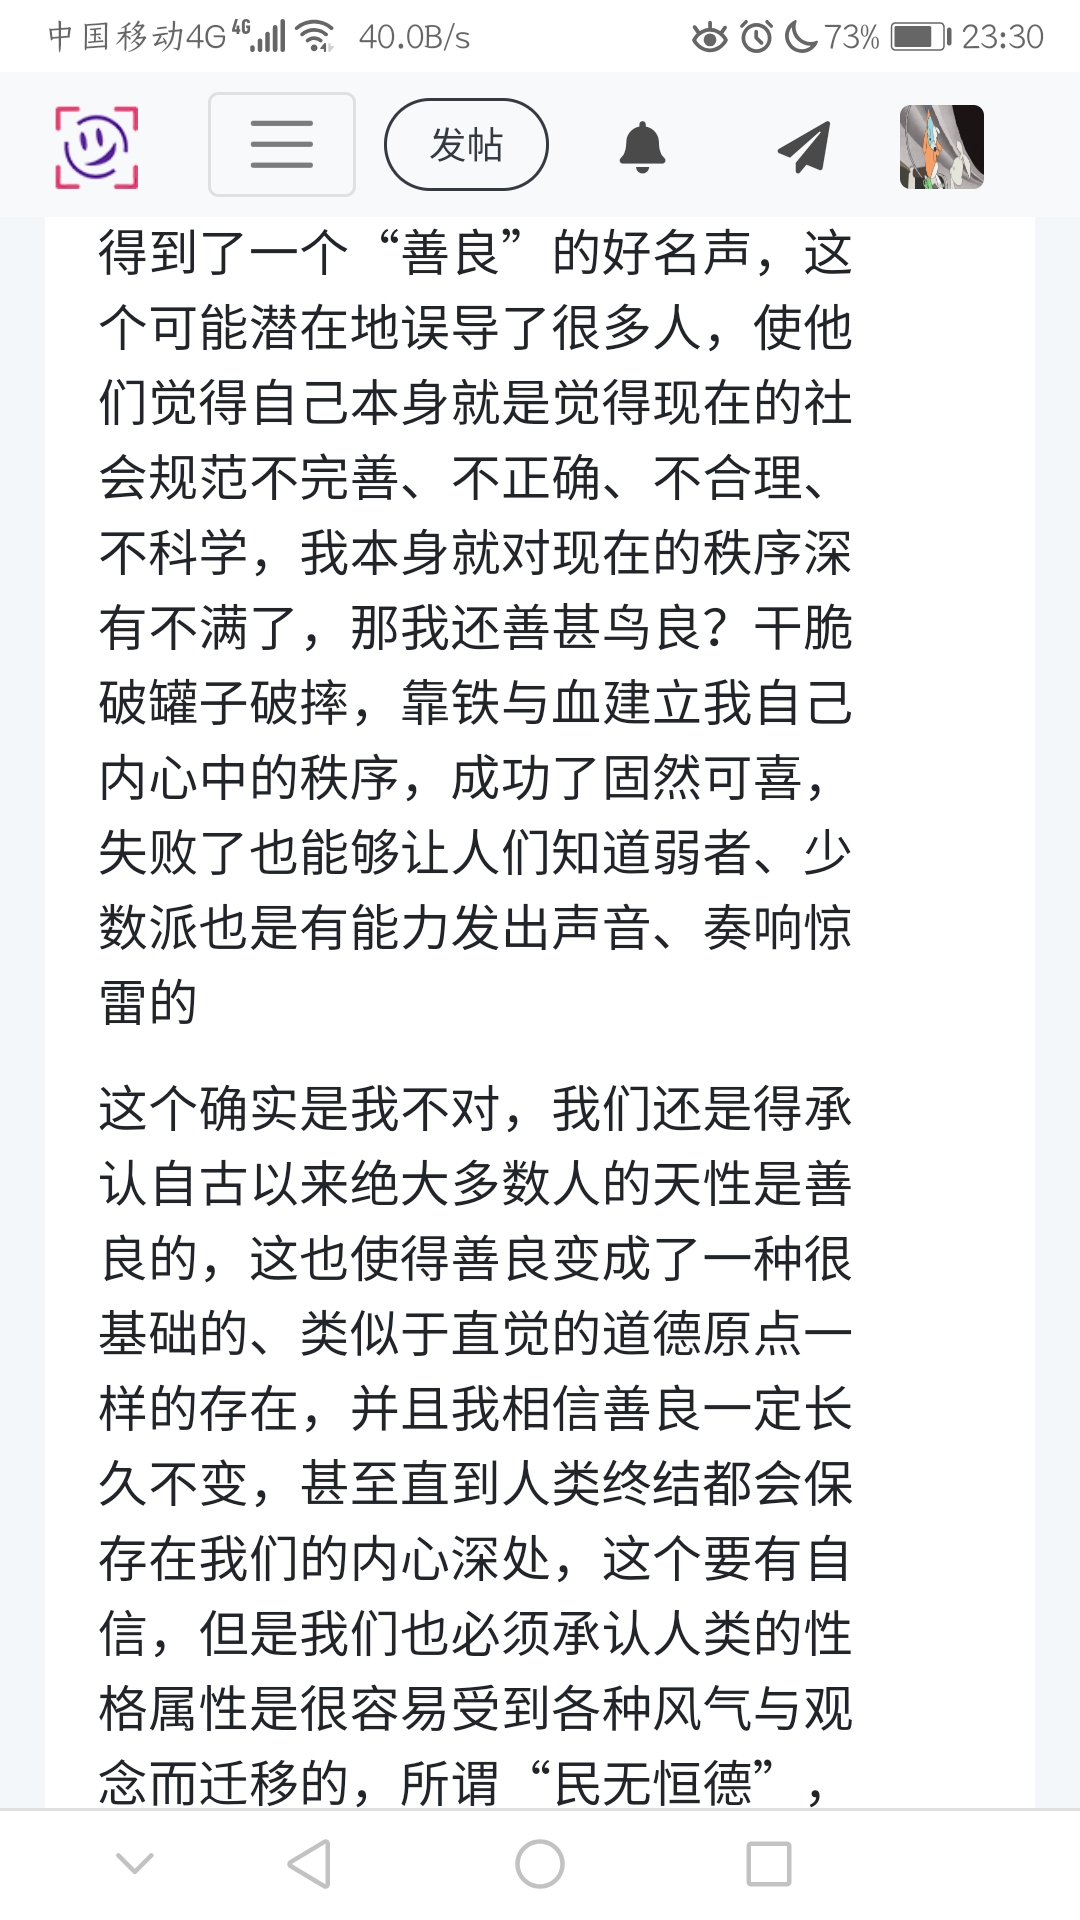 中国移动4G 4G 40.0B/s 73% 23:30
发帖
得到了一个“善良”的好名声，这
个可能潜在地误导了很多人，使他
们觉得自己本身就是觉得现在的社
会规范不完善、不正确、不合理、
不科学，我本身就对现在的秩序深
有不满了，那我还善甚鸟良？干脆
破罐子破摔，靠铁与血建立我自己
内心中的秩序，成功了固然可喜，
失败了也能够让人们知道弱者、少
数派也是有能力发出声音、奏响惊
雷的
这个确实是我不对，我们还是得承
认自古以来绝大多数人的天性是善
良的，这也使得善良变成了一种很
基础的、类似于直觉的道德原点一
样的存在，并且我相信善良一定长
久不变，甚至直到人类终结都会保
存在我们的内心深处，这个要有自
信，但是我们也必须承认人类的性
格属性是很容易受到各种风气与观
念而迁移的，所谓“民无恒德”，